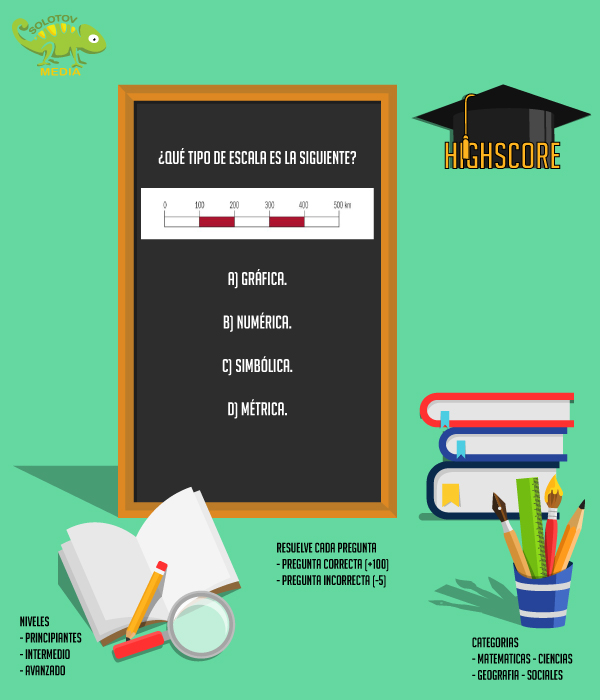 SOLOTOV
MEDIA
HIGHSCORE
¿QUÉ TIPO DE ESCALA ES LA SIGUIENTE?
0 100 200 300 400 500 km
A) GRÁFICA.
B) NUMÉRICA.
C) SIMBÓLICA.
D) MÉTRICA.
RESUELVE CADA PREGUNTA
- PREGUNTA CORRECTA (+100)
- PREGUNTA INCORRECTA (-5)
NIVELES
- PRINCIPIANTES
- INTERMEDIO
- AVANZADO
CATEGORIAS
- MATEMATICAS - CIENCIAS
- GEOGRAFIA - SOCIALES